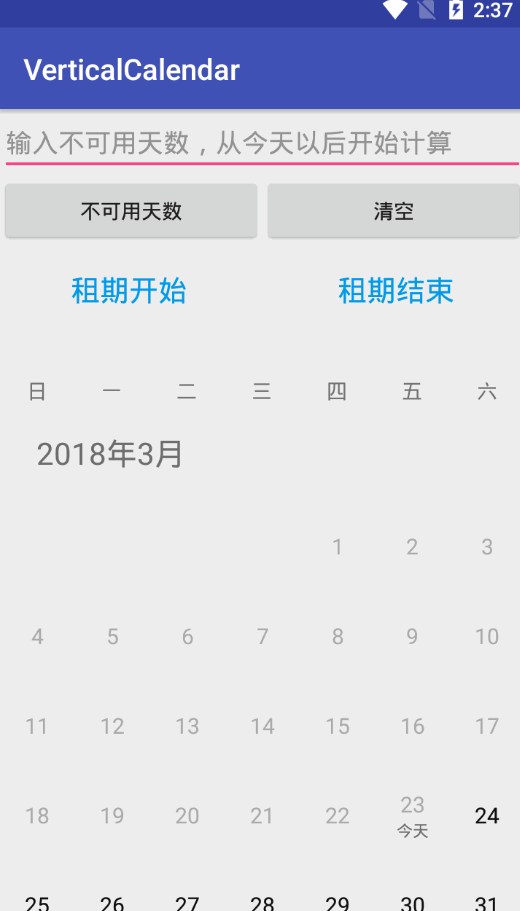 2:37
VerticalCalendar
输入不可用天数，从今天以后开始计算
不可用天数 清空
租期开始 租期结束
日 一 二 三 四 五 六
2018年3月
1 2 3
4 5 6 7 8 9 10
11 12 13 14 15 16 17
18 19 20 21 22 23 24
今天
25 26 27 28 29 30 31